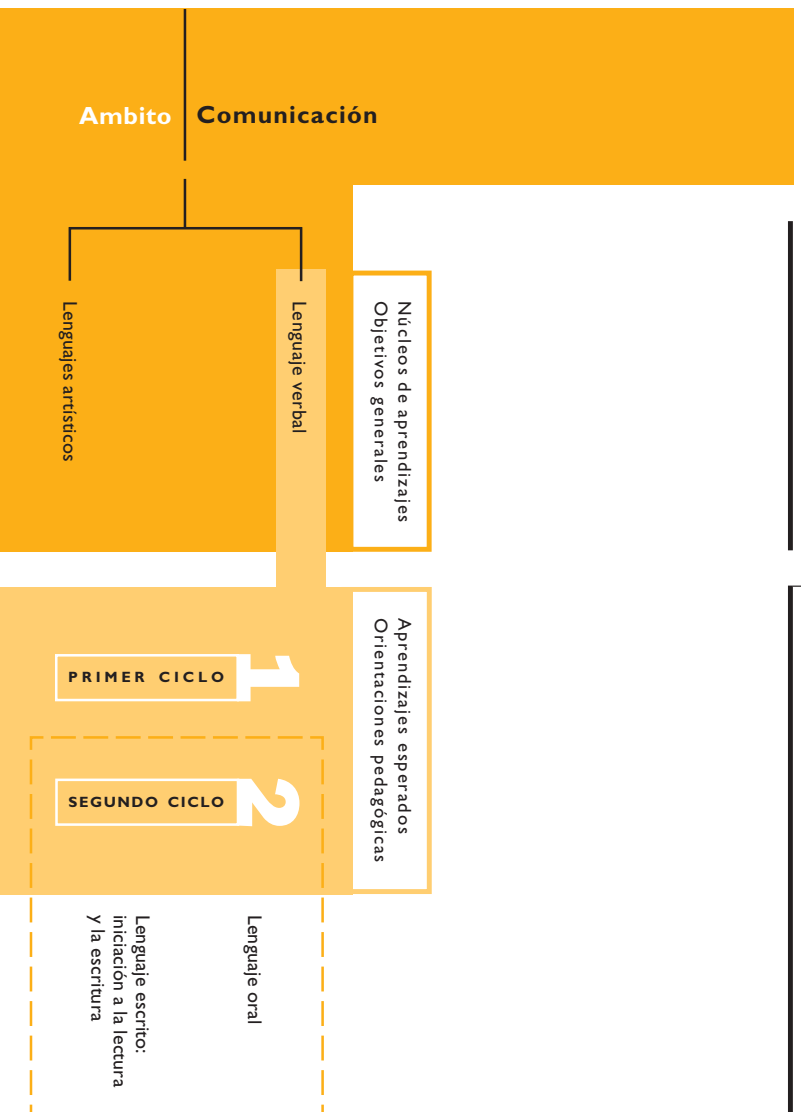 Ambito
Comunicación
Núcleos de aprendizajes
Objetivos generales
Lenguaje verbal
Lenguajes artísticos
Aprendizajes esperados
Orientaciones pedagógicas
1
PRIMER CICLO
2
SEGUNDO CICLO
Lenguaje oral
Lenguaje escrito:
iniciación a la lectura
y la escritura